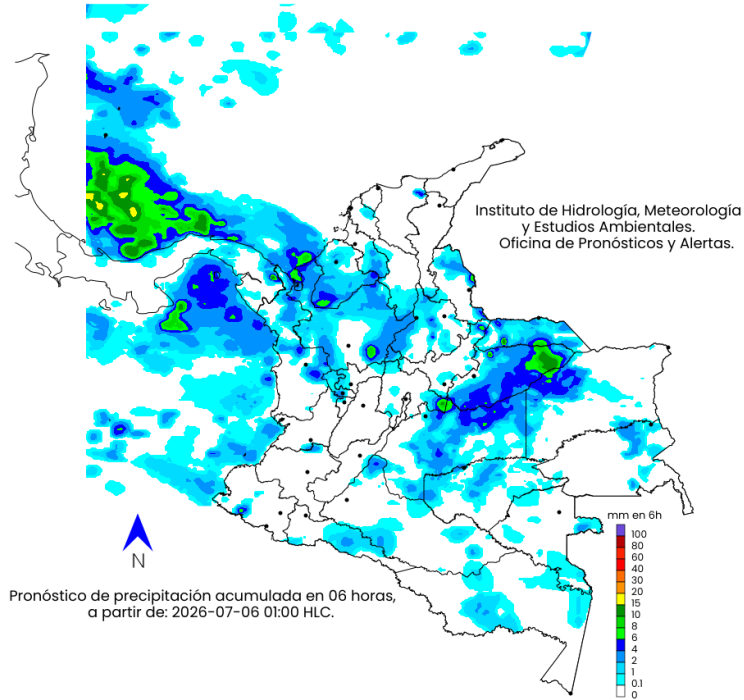 Instituto de Hidrología, Meteorología
y Estudios Ambientales.
Oficina de Pronósticos y Alertas.
N
Pronóstico de precipitación acumulada en 06 horas,
a partir de: 2026-07-06 01:00 HLC.
mm en 6h
100
80
60
40
30
20
15
10
8
6
4
2
1
0.1
0